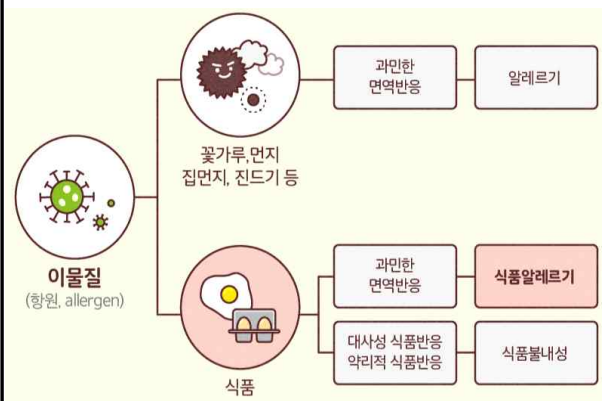 꽃가루,먼지
집먼지, 진드기 등
과민한
면역반응
알레르기
이물질
(항원, allergen)
식품
과민한
면역반응
식품알레르기
대사성 식품반응
약리적 식품반응
식품불내성